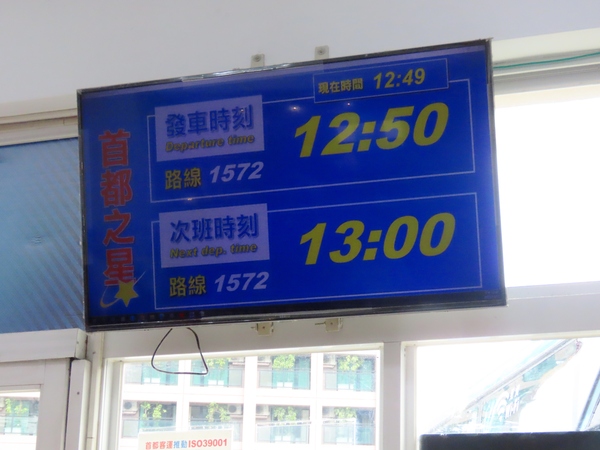 首都之星
現在時間 12:49
發車時刻
Departure time
12:50
路線 1572
次班時刻
Next dep. time
13:00
路線 1572
首都客運推動ISO39001